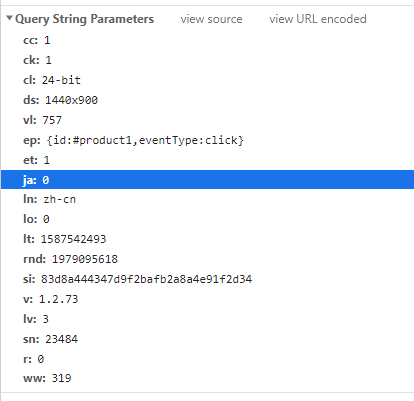 ▼Query String Parameters view source view URL encoded
cc: 1
ck: 1
cl: 24-bit
ds: 1440x900
vl: 757
ep: {id:#product1,eventType:click}
et: 1
ja: 0
ln: zh-cn
lo: 0
lt: 1587542493
rnd: 1979095618
si: 83d8a444347d9f2bafb2a8a4e91f2d34
v: 1.2.73
lv: 3
sn: 23484
r: 0
ww: 319